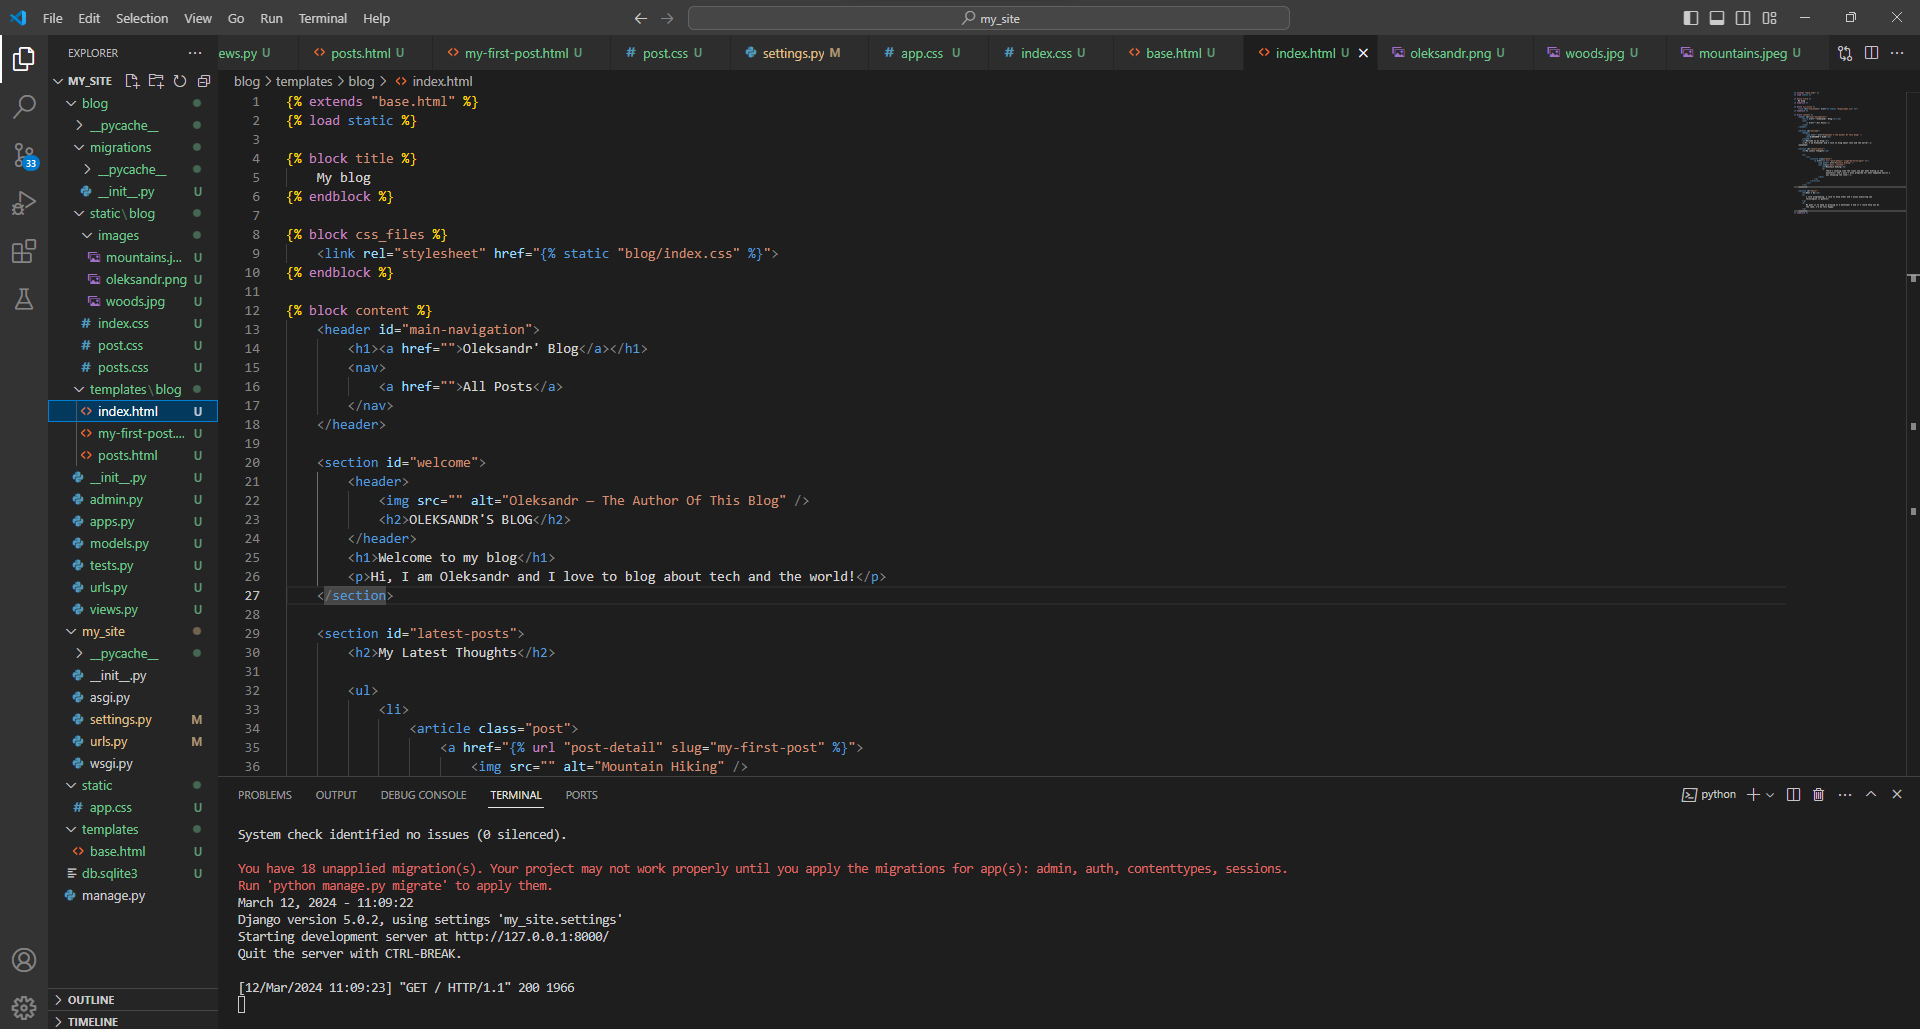 File Edit Selection View Go Run Terminal Help
my_site
EXPLORER
ews.py U posts.html U my-first-post.html U post.css U settings.py M app.css U index.css U base.html U index.html U oleksandr.png U woods.jpg U mountains.jpeg U
MY_SITE
blog > templates > blog > index.html
blog
__pycache__
migrations
__pycache__
__init__.py U
static\blog
images
mountains.j... U
oleksandr.png U
woods.jpg U
index.css U
post.css U
posts.css U
templates\blog
index.html U
my-first-post.... U
posts.html U
__init__.py U
admin.py U
apps.py U
models.py U
tests.py U
urls.py U
views.py U
my_site
__pycache__
__init__.py
asgi.py
settings.py M
urls.py M
wsgi.py
static
app.css U
templates
base.html U
db.sqlite3 U
manage.py
OUTLINE
TIMELINE
33
1 {% extends "base.html" %}
2 {% load static %}
3
4 {% block title %}
5 My blog
6 {% endblock %}
7
8 {% block css_files %}
9 <link rel="stylesheet" href="{% static "blog/index.css" %}">
10 {% endblock %}
11
12 {% block content %}
13 <header id="main-navigation">
14 <h1><a href="">Oleksandr' Blog</a></h1>
15 <nav>
16 <a href="">All Posts</a>
17 </nav>
18 </header>
19
20 <section id="welcome">
21 <header>
22 <img src="" alt="Oleksandr – The Author Of This Blog" />
23 <h2>OLEKSANDR'S BLOG</h2>
24 </header>
25 <h1>Welcome to my blog</h1>
26 <p>Hi, I am Oleksandr and I love to blog about tech and the world!</p>
27 </section>
28
29 <section id="latest-posts">
30 <h2>My Latest Thoughts</h2>
31
32 <ul>
33 <li>
34 <article class="post">
35 <a href="{% url "post-detail" slug="my-first-post" %}">
36 <img src="" alt="Mountain Hiking" />
PROBLEMS OUTPUT DEBUG CONSOLE TERMINAL PORTS
python
System check identified no issues (0 silenced).
You have 18 unapplied migration(s). Your project may not work properly until you apply the migrations for app(s): admin, auth, contenttypes, sessions.
Run 'python manage.py migrate' to apply them.
March 12, 2024 - 11:09:22
Django version 5.0.2, using settings 'my_site.settings'
Starting development server at http://127.0.0.1:8000/
Quit the server with CTRL-BREAK.
[12/Mar/2024 11:09:23] "GET / HTTP/1.1" 200 1966